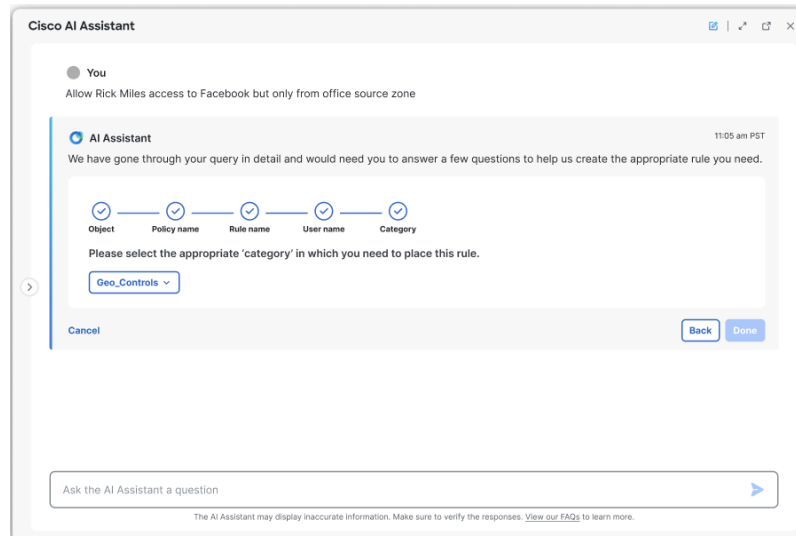 Cisco AI Assistant
You
Allow Rick Miles access to Facebook but only from office source zone
AI Assistant
11:05 am PST
We have gone through your query in detail and would need you to answer a few questions to help us create the appropriate rule you need.
Object Policy name Rule name User name Category
Please select the appropriate ‘category’ in which you need to place this rule.
Geo_Controls
Cancel
Back
Done
Ask the AI Assistant a question
The AI Assistant may display inaccurate information. Make sure to verify the responses. View our FAQs to learn more.